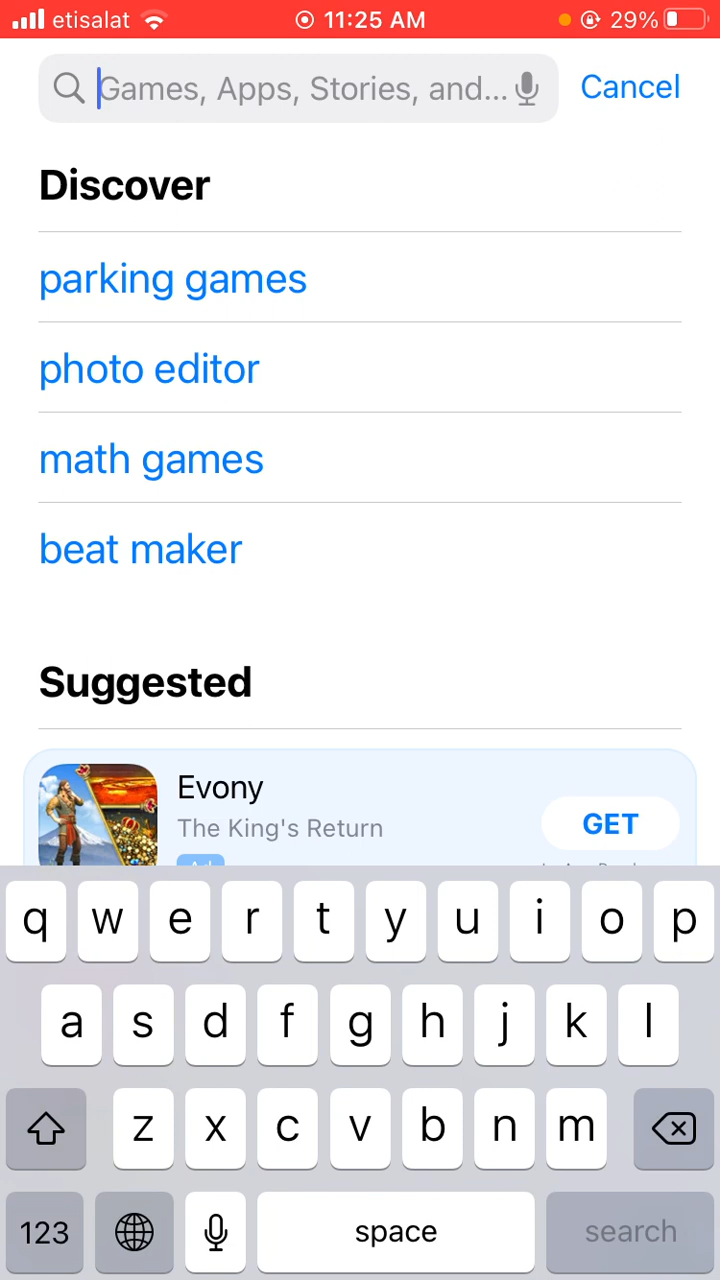 etisalat 11:25 AM 29%
Games, Apps, Stories, and... Cancel
Discover
parking games
photo editor
math games
beat maker
Suggested
Evony
The King's Return
GET
q w e r t y u i o p
a s d f g h j k l
z x c v b n m
123 space search